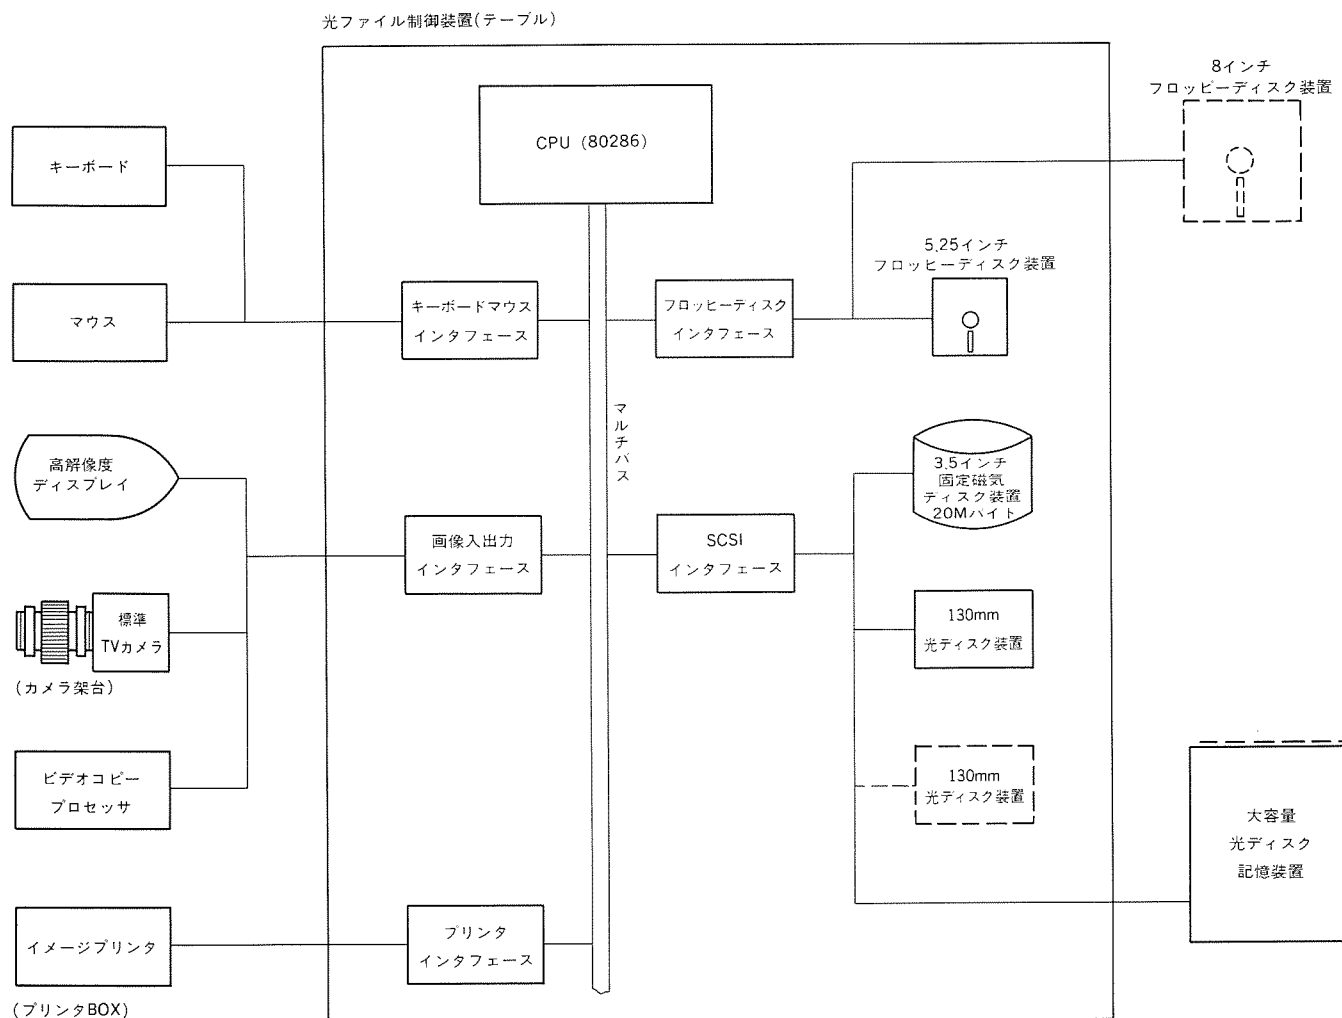 光ファイル制御装置(テーブル)
8インチ
フロッピーディスク装置
CPU (80286)
キーボード
5.25インチ
フロッピーディスク装置
マウス
キーボードマウス
インタフェース
フロッピーディスク
インタフェース
マルチバス
高解像度
ディスプレイ
3.5インチ
固定磁気
ディスク装置
20Mバイト
画像入出力
インタフェース
SCSI
インタフェース
標準
TVカメラ
(カメラ架台)
130mm
光ディスク装置
ビデオコピー
プロセッサ
130mm
光ディスク装置
大容量
光ディスク
記憶装置
イメージプリンタ
(プリンタBOX)
プリンタ
インタフェース